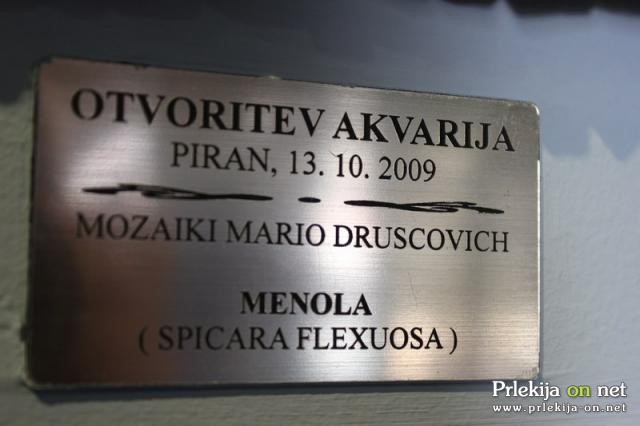 OTVORITEV AKVARIJA
PIRAN, 13. 10. 2009
MOZAIKI MARIO DRUSCOVICH
MENOLA
( SPICARA FLEXUOSA )
Prlekija on net
www.prlekija-on.net